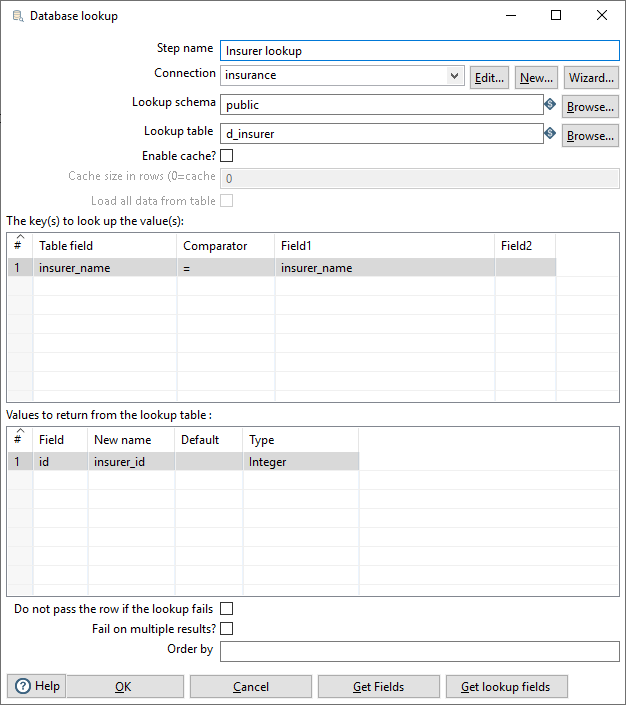 Database lookup
Step name Insurer lookup
Connection insurance Edit... New... Wizard...
Lookup schema public Browse...
Lookup table d_insurer Browse...
Enable cache?
Cache size in rows (0=cache 0
Load all data from table
The key(s) to look up the value(s):
# Table field Comparator Field1 Field2
1 insurer_name = insurer_name
Values to return from the lookup table :
# Field New name Default Type
1 id insurer_id Integer
Do not pass the row if the lookup fails
Fail on multiple results?
Order by
Help OK Cancel Get Fields Get lookup fields